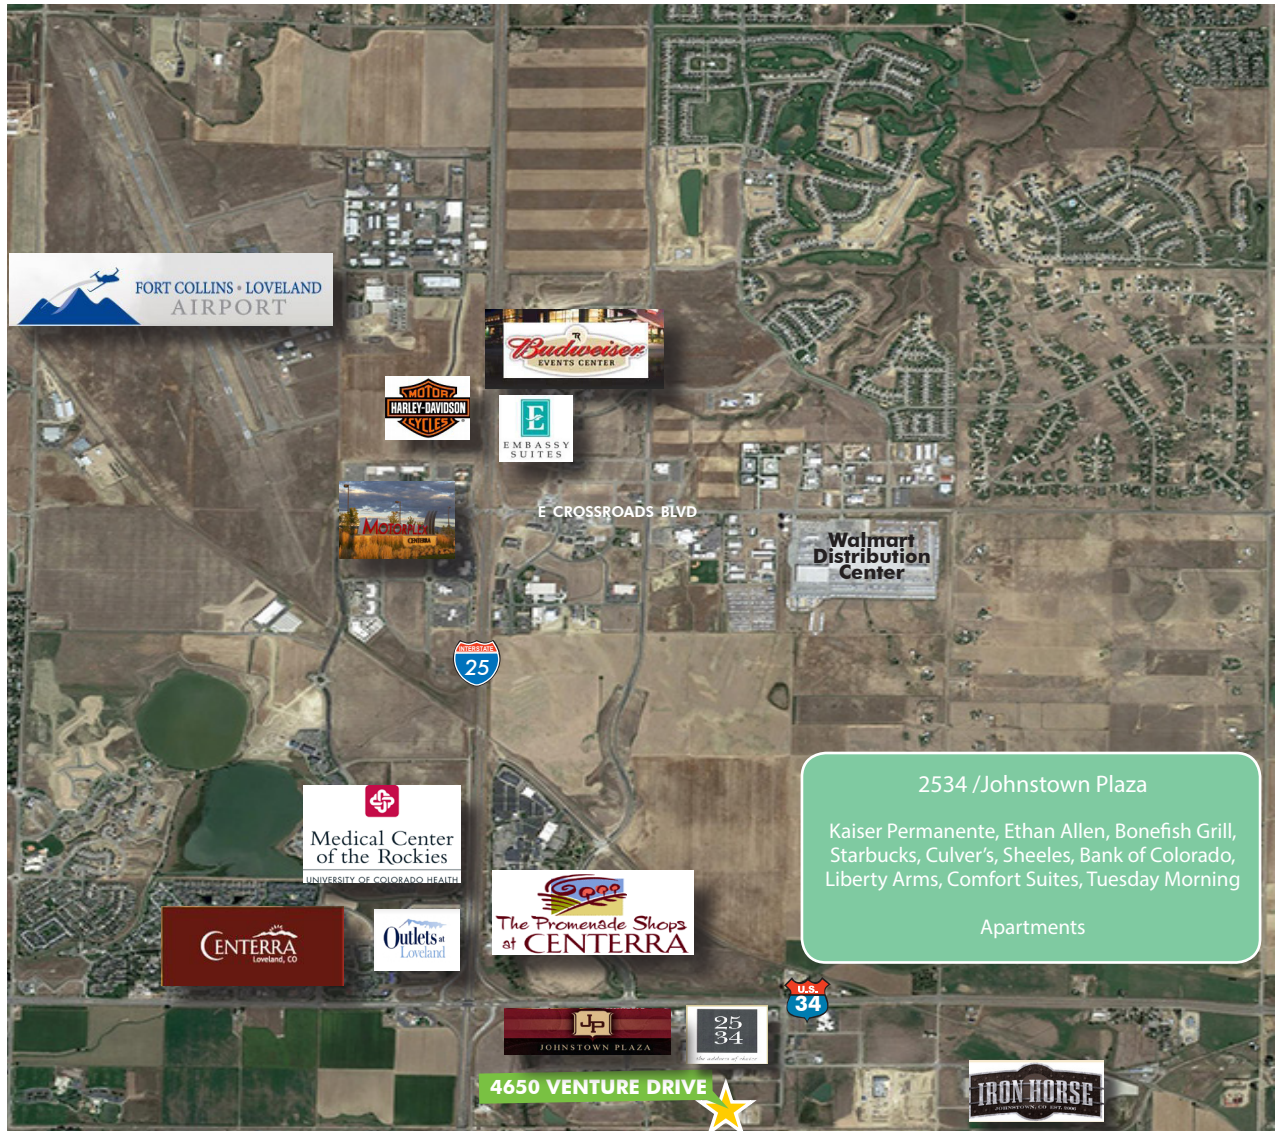 FORT COLLINS • LOVELAND
AIRPORT
Budweiser
EVENTS CENTER
MOTOR
HARLEY-DAVIDSON
CYCLES
E
EMBASSY
SUITES
MOTORPLEX
CENTERRA
E CROSSROADS BLVD
Walmart
Distribution
Center
INTERSTATE
25
2534 /Johnstown Plaza
Kaiser Permanente, Ethan Allen, Bonefish Grill,
Starbucks, Culver's, Sheeles, Bank of Colorado,
Liberty Arms, Comfort Suites, Tuesday Morning
Apartments
Medical Center
of the Rockies
UNIVERSITY OF COLORADO HEALTH
The Promenade Shops
at CENTERRA
CENTERRA
Loveland, CO
Outlets at
Loveland
U.S.
34
JP
JOHNSTOWN PLAZA
25
34
4650 VENTURE DRIVE
IRON HORSE
JOHNSTOWN, CO